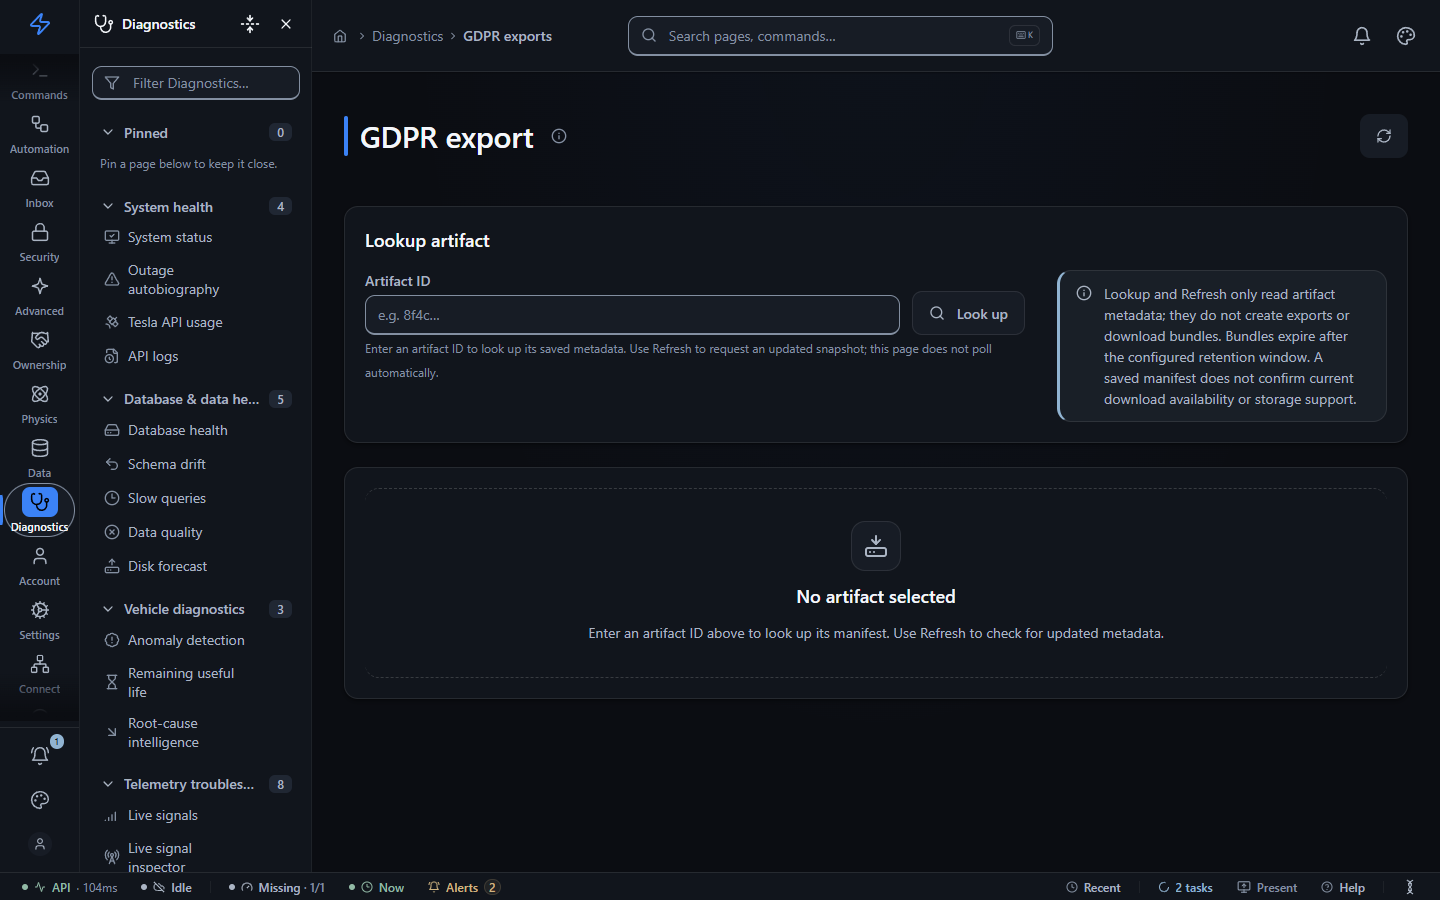 Diagnostics
Diagnostics
GDPR exports
Search pages, commands...
K
Commands
Automation
Inbox
Security
Advanced
Ownership
Physics
Data
Diagnostics
Account
Settings
Connect
1
Filter Diagnostics...
Pinned
0
Pin a page below to keep it close.
System health
4
System status
Outage
autobiography
Tesla API usage
API logs
Database & data he...
5
Database health
Schema drift
Slow queries
Data quality
Disk forecast
Vehicle diagnostics
3
Anomaly detection
Remaining useful
life
Root-cause
intelligence
Telemetry troubles...
8
Live signals
Live signal
inspector
GDPR export
Lookup artifact
Artifact ID
e.g. 8f4c...
Look up
Enter an artifact ID to look up its saved metadata. Use Refresh to request an updated snapshot; this page does not poll
automatically.
Lookup and Refresh only read artifact
metadata; they do not create exports or
download bundles. Bundles expire after
the configured retention window. A
saved manifest does not confirm current
download availability or storage support.
No artifact selected
Enter an artifact ID above to look up its manifest. Use Refresh to check for updated metadata.
API · 104ms
Idle
Missing · 1/1
Now
Alerts 2
Recent
2 tasks
Present
Help